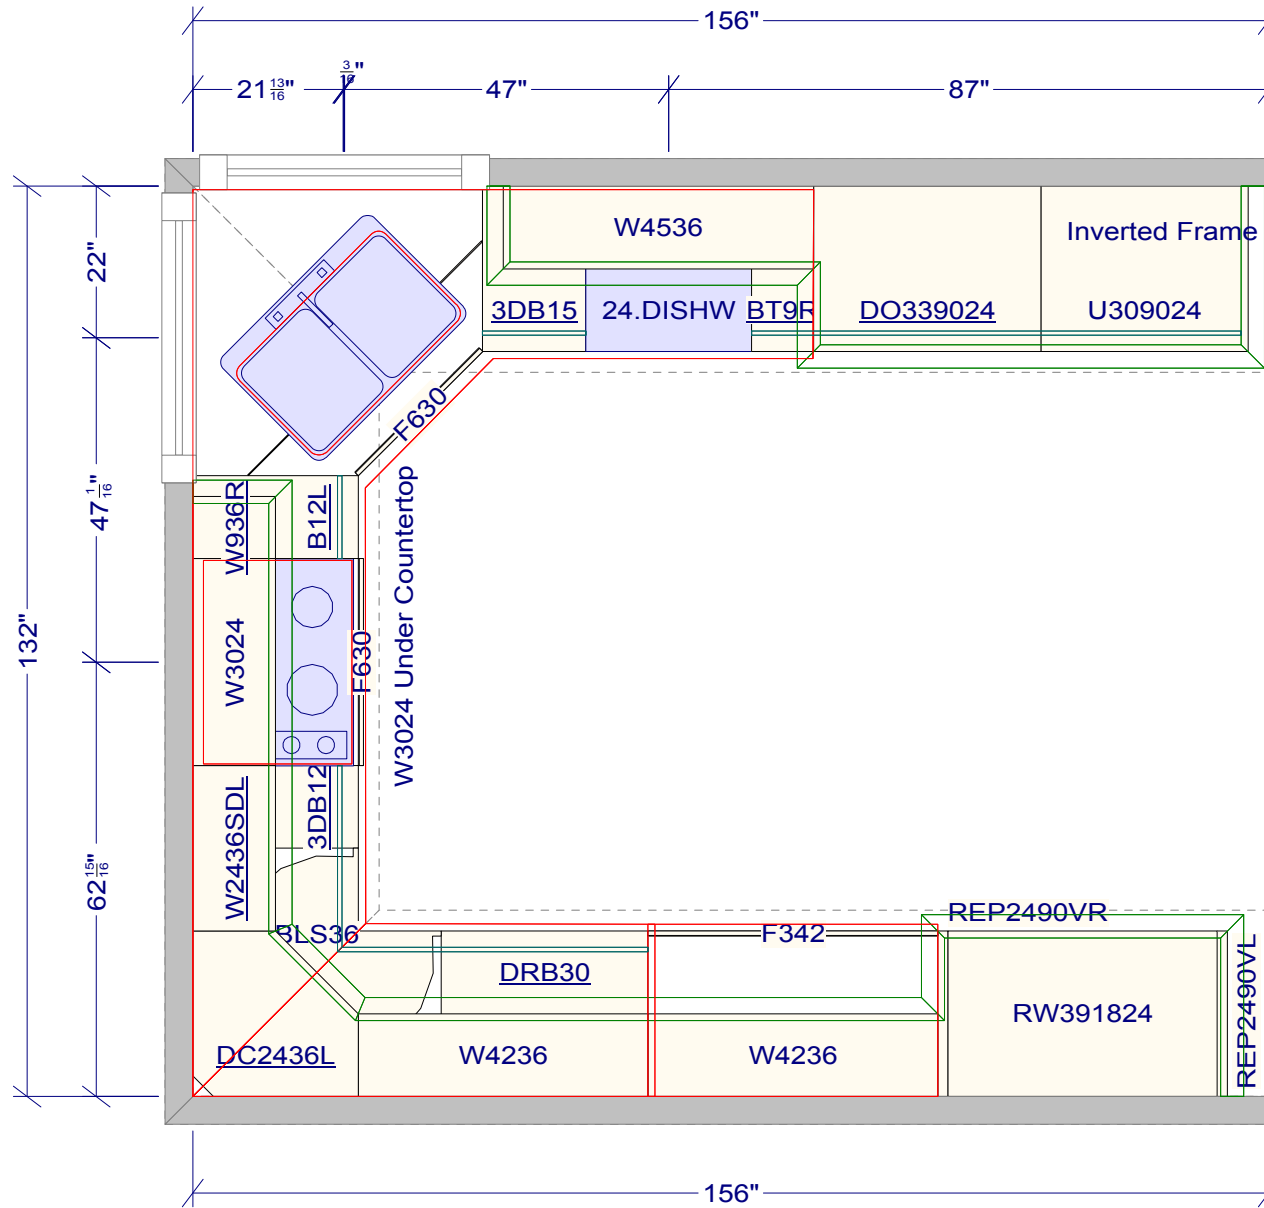 156"
21 13/16"
3/16"
47"
87"
W4536
Inverted Frame
3DB15
24.DISHW
BT9R
DO339024
U309024
22"
F630
47 1/16"
W936R
B12L
W3024 Under Countertop
132"
W3024
F630
W2436SDL
3DB12
62 15/16"
BLS36
F342
REP2490VR
DRB30
REP2490VL
RW391824
DC2436L
W4236
W4236
156"